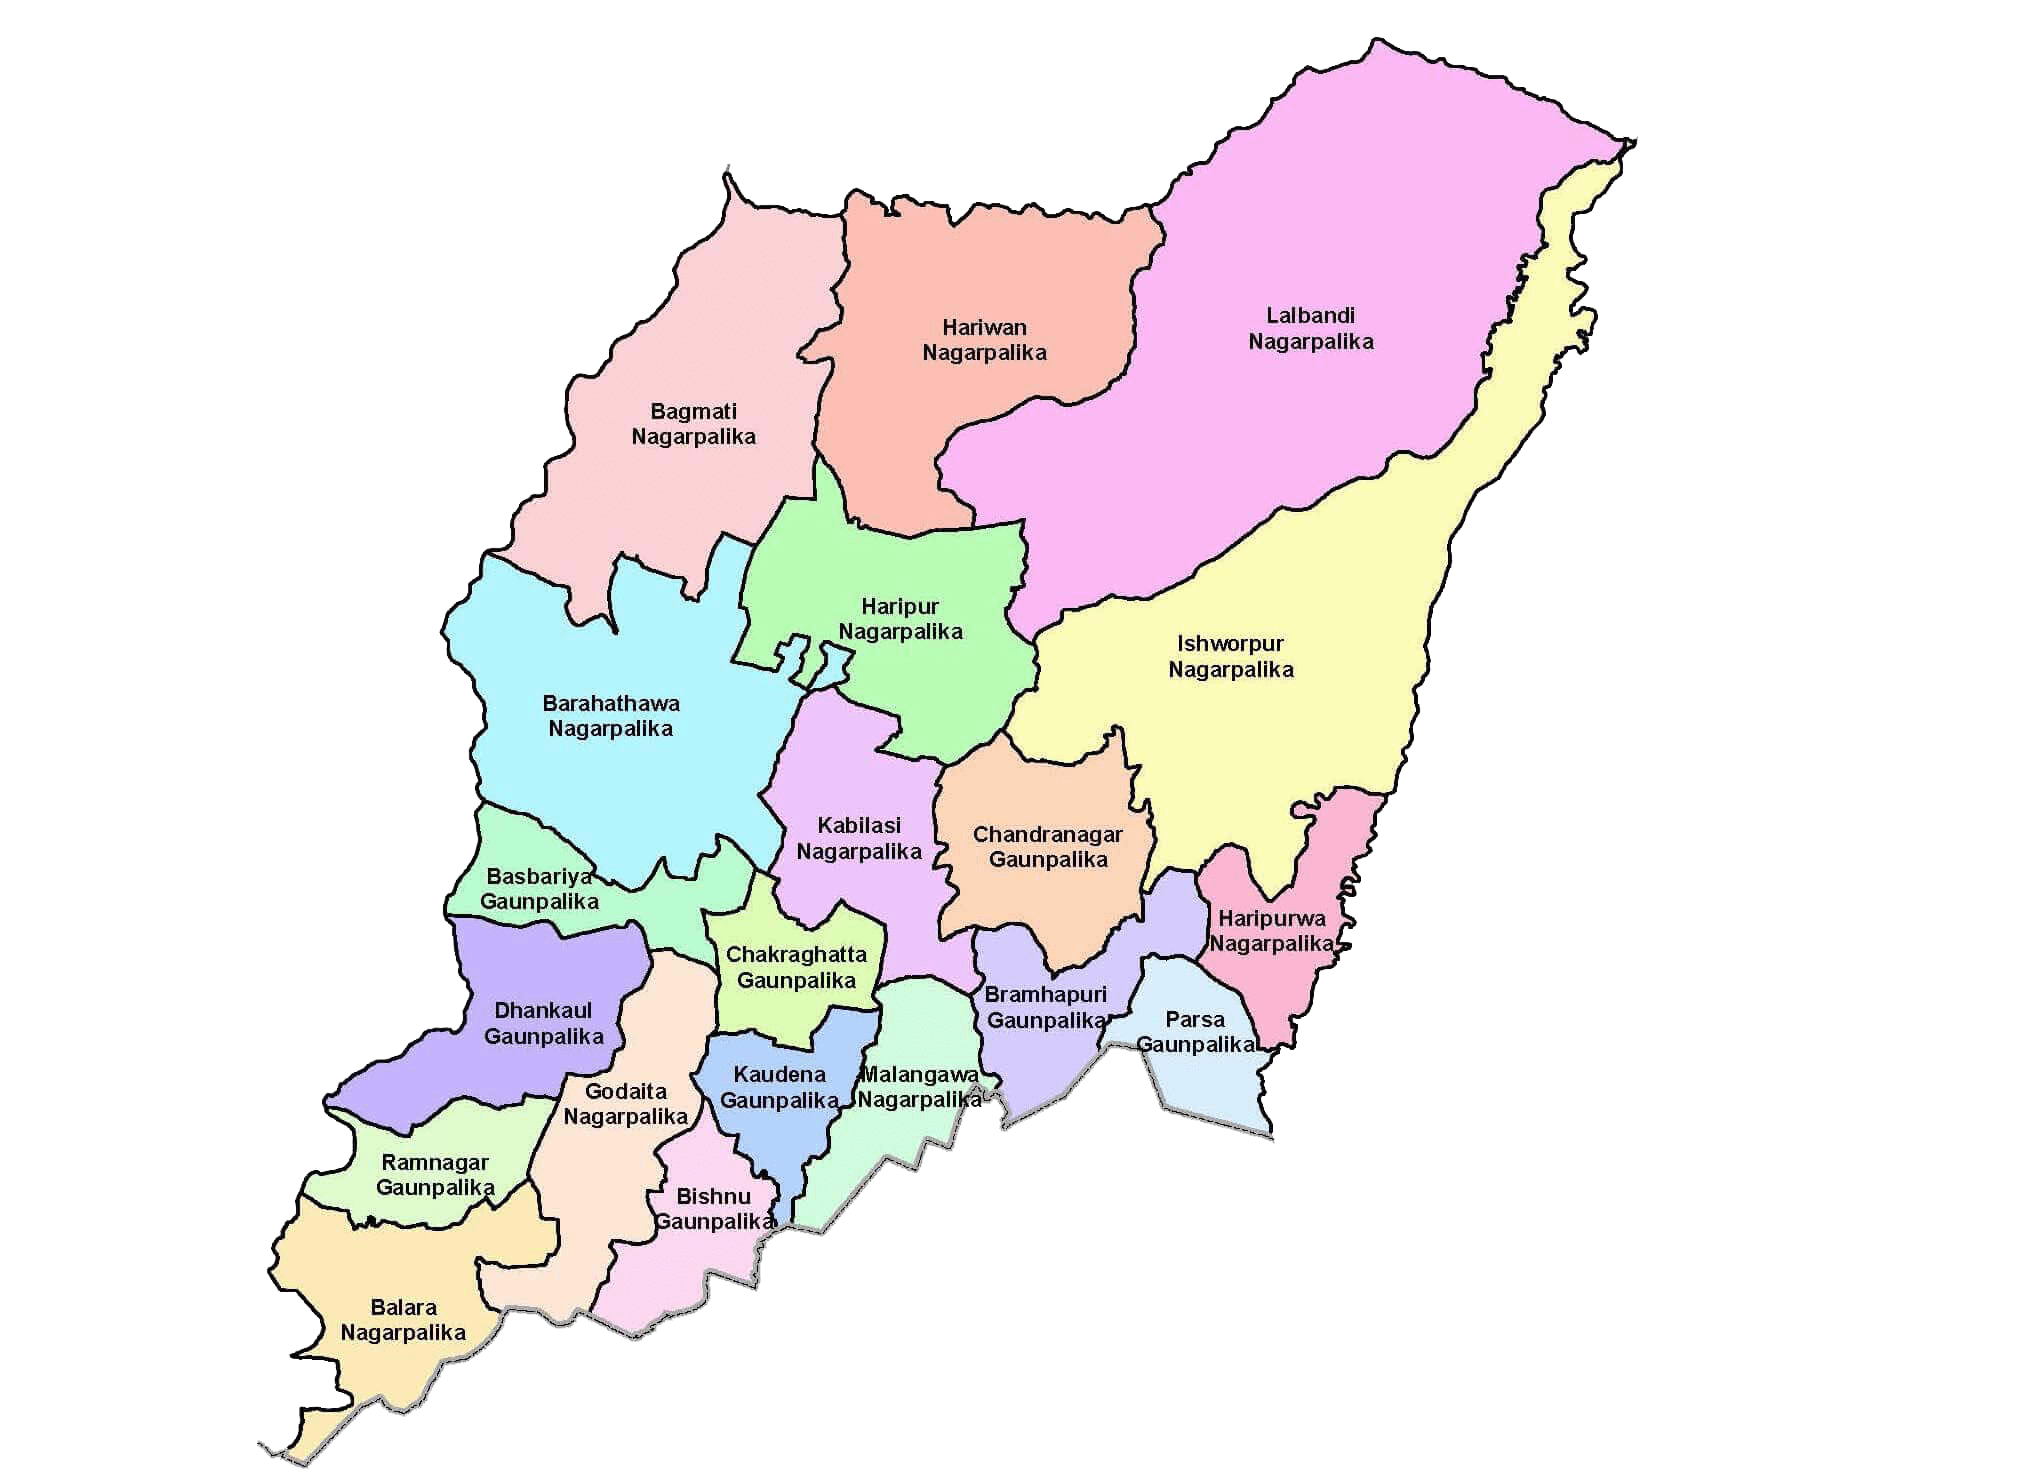 Lalbandi
Nagarpalika
Hariwan
Nagarpalika
Bagmati
Nagarpalika
Haripur
Nagarpalika
Ishworpur
Nagarpalika
Barahathawa
Nagarpalika
Kabilasi
Nagarpalika
Chandranagar
Gaunpalika
Basbariya
Gaunpalika
Haripurwa
Nagarpalika
Chakraghatta
Gaunpalika
Bramhapuri
Gaunpalika
Dhankaul
Gaunpalika
Parsa
Gaunpalika
Kaudena
Gaunpalika
Malangawa
Nagarpalika
Godaita
Nagarpalika
Ramnagar
Gaunpalika
Bishnu
Gaunpalika
Balara
Nagarpalika